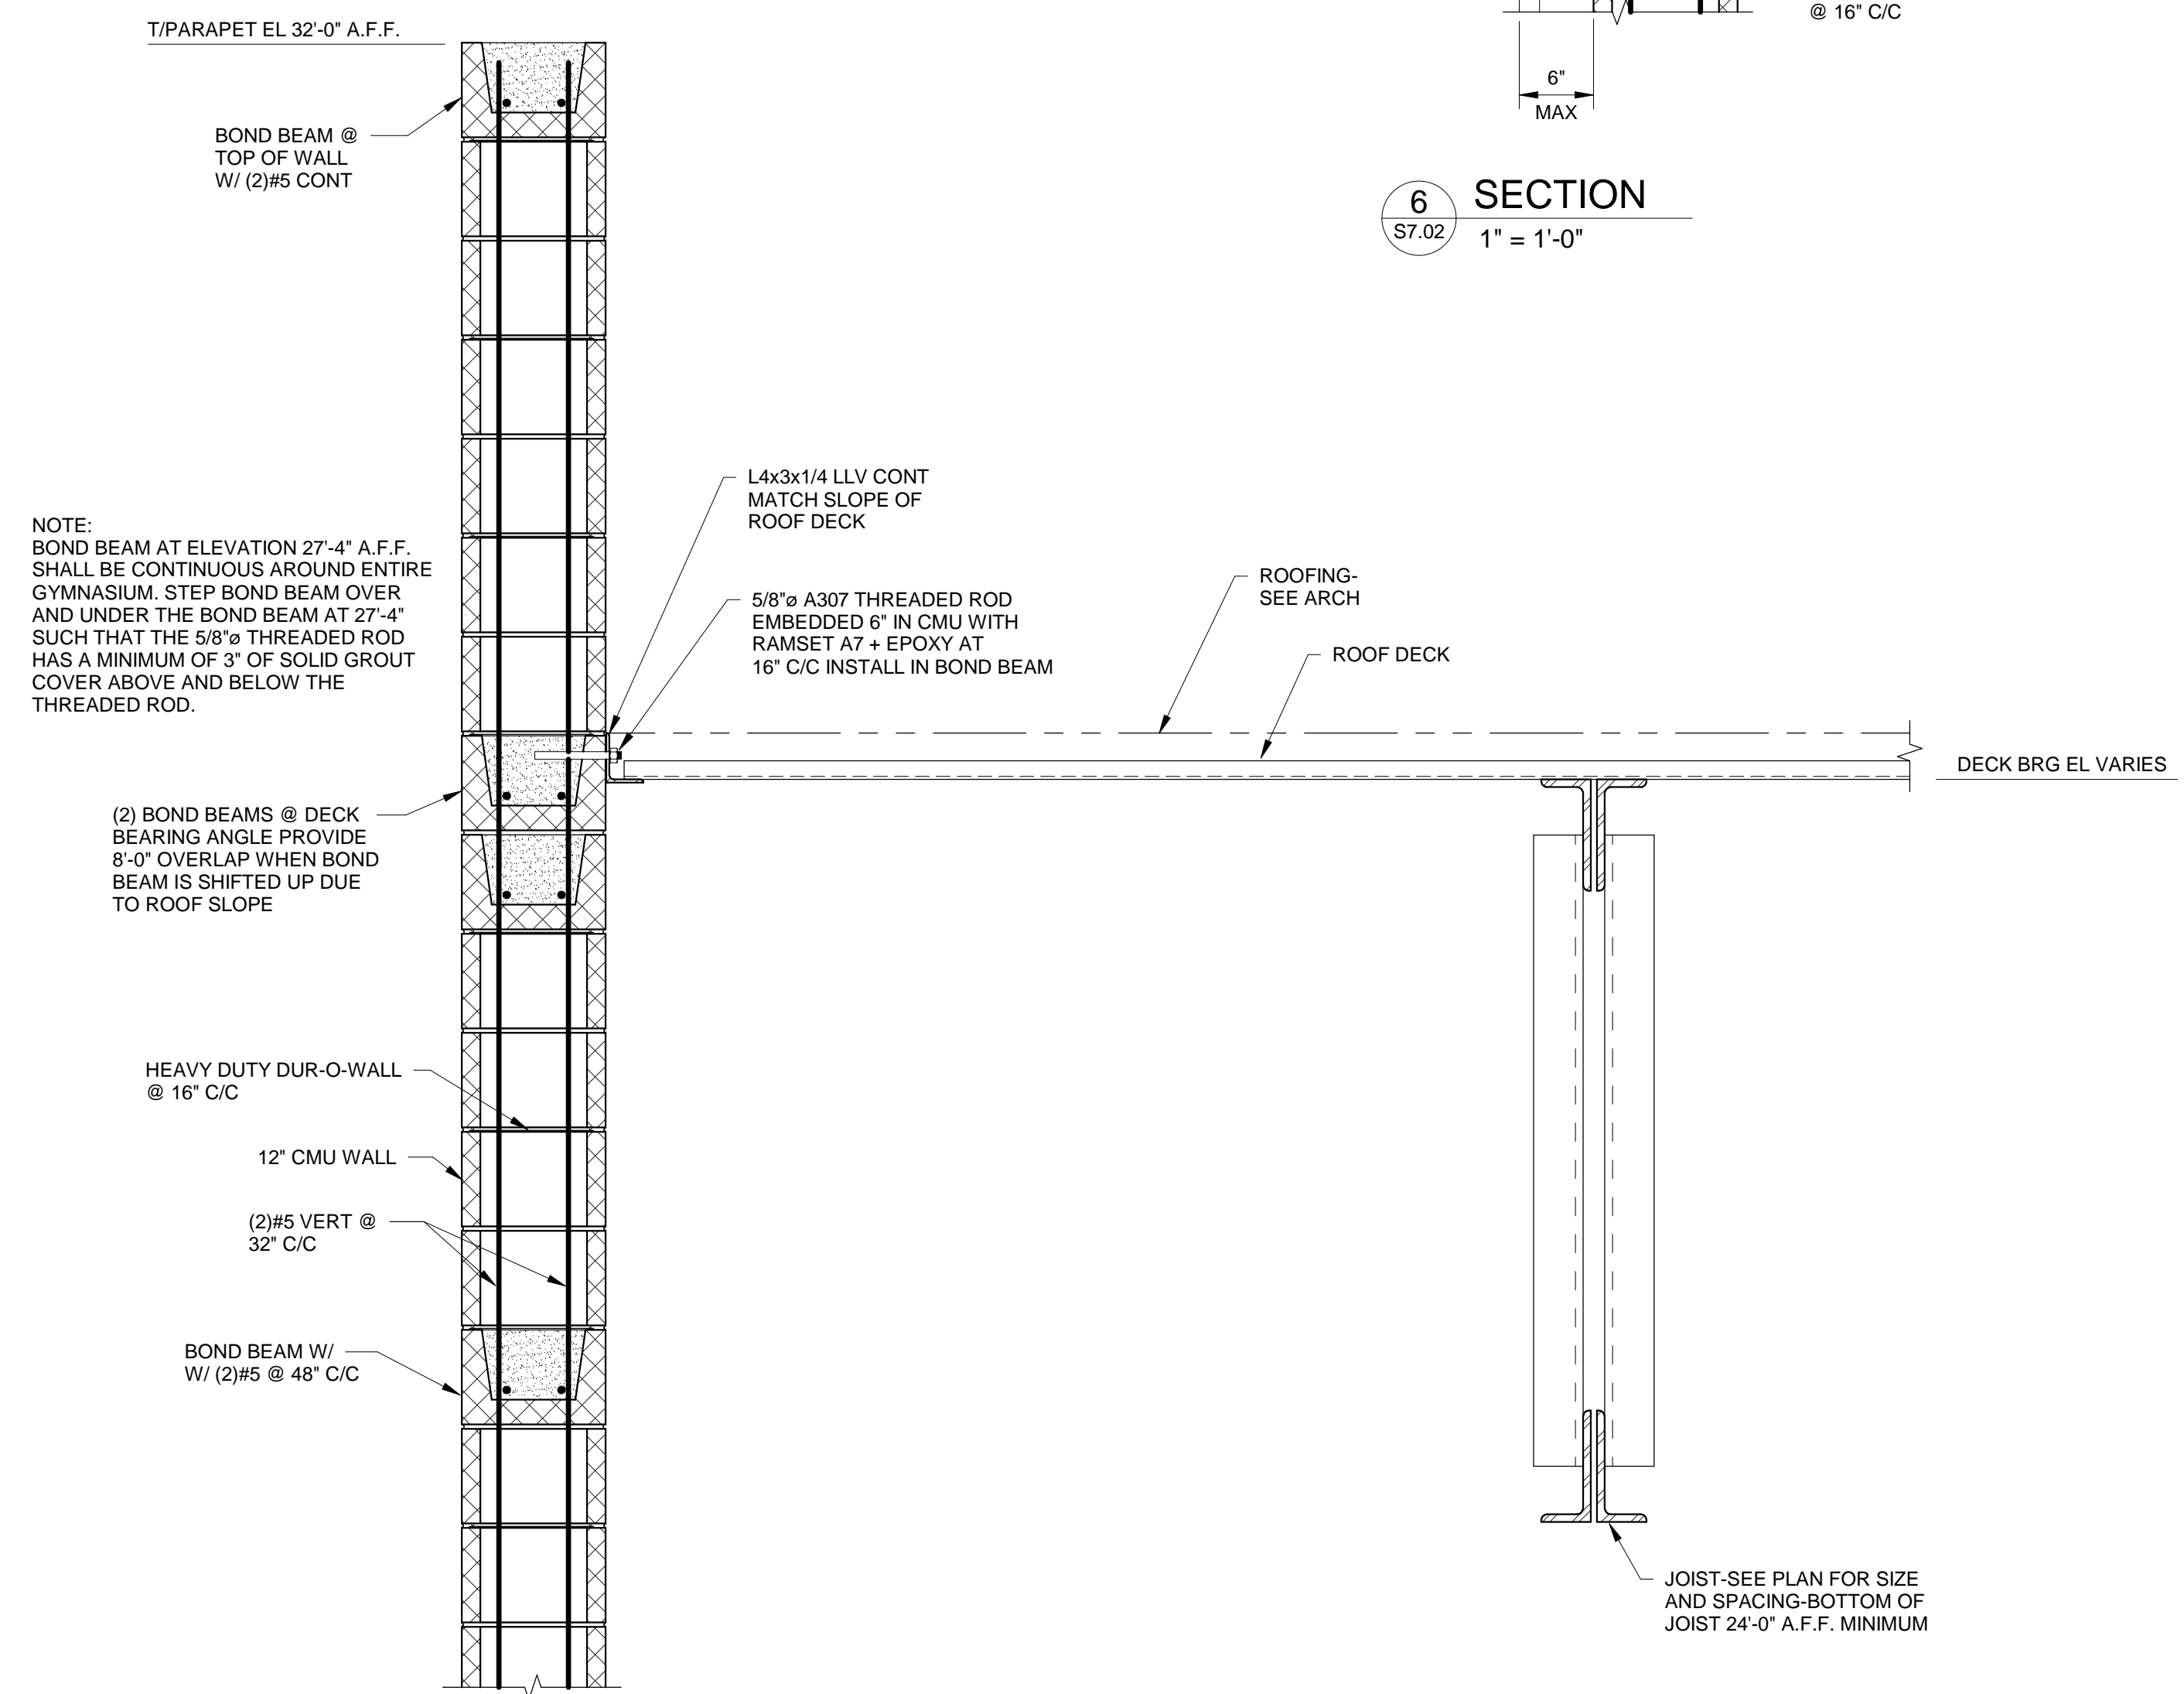 T/PARAPET EL 32'-0" A.F.F.
BOND BEAM @
TOP OF WALL
W/ (2)#5 CONT
@ 16" C/C
6"
MAX
6
S7.02
SECTION
1" = 1'-0"
L4x3x1/4 LLV CONT
MATCH SLOPE OF
ROOF DECK
NOTE:
BOND BEAM AT ELEVATION 27'-4" A.F.F.
SHALL BE CONTINUOUS AROUND ENTIRE
GYMNASIUM. STEP BOND BEAM OVER
AND UNDER THE BOND BEAM AT 27'-4"
SUCH THAT THE 5/8"ø THREADED ROD
HAS A MINIMUM OF 3" OF SOLID GROUT
COVER ABOVE AND BELOW THE
THREADED ROD.
5/8"ø A307 THREADED ROD
EMBEDDED 6" IN CMU WITH
RAMSET A7 + EPOXY AT
16" C/C INSTALL IN BOND BEAM
ROOFING-
SEE ARCH
ROOF DECK
DECK BRG EL VARIES
(2) BOND BEAMS @ DECK
BEARING ANGLE PROVIDE
8'-0" OVERLAP WHEN BOND
BEAM IS SHIFTED UP DUE
TO ROOF SLOPE
HEAVY DUTY DUR-O-WALL
@ 16" C/C
12" CMU WALL
(2)#5 VERT @
32" C/C
BOND BEAM W/
W/ (2)#5 @ 48" C/C
JOIST-SEE PLAN FOR SIZE
AND SPACING-BOTTOM OF
JOIST 24'-0" A.F.F. MINIMUM